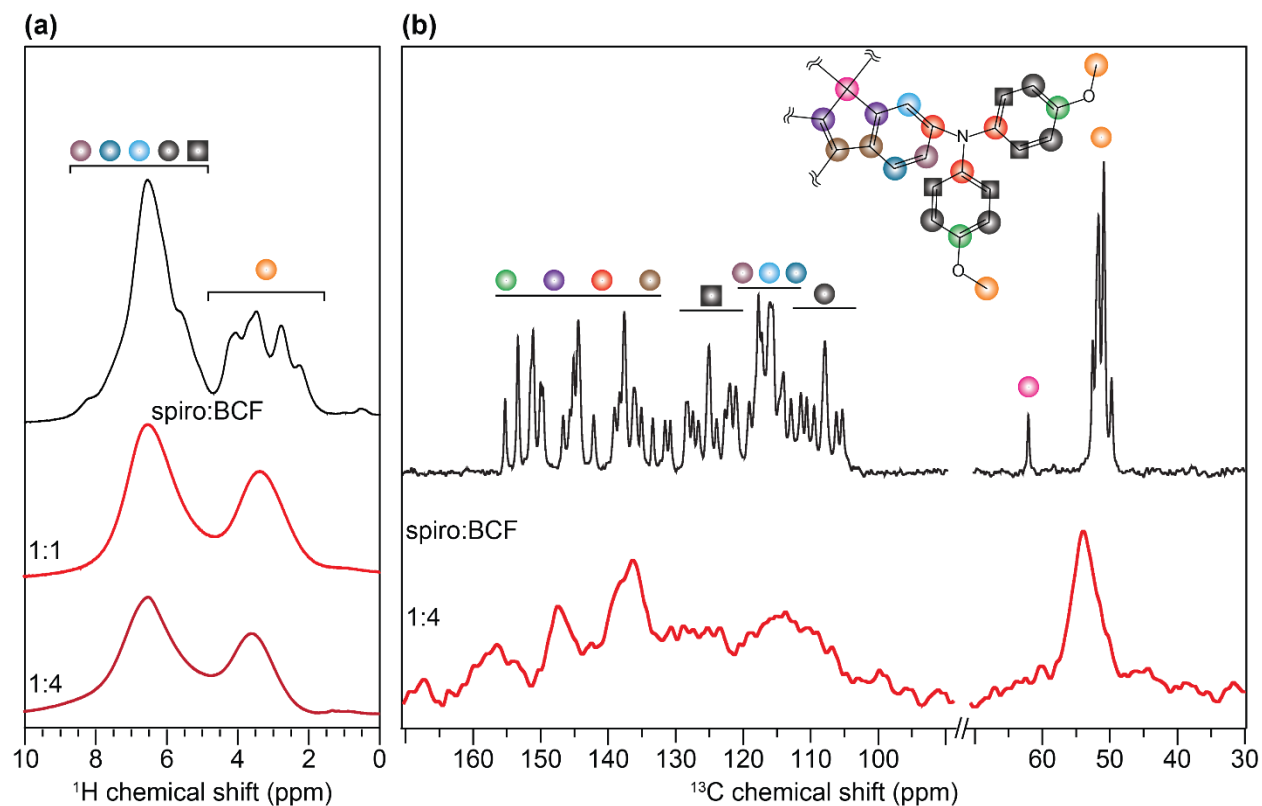 (a)
(b)
N
O
O
spiro:BCF
1:1
1:4
spiro:BCF
1:4
10 8 6 4 2 0
160 150 140 130 120 110 100 90 // 60 50 40 30
¹H chemical shift (ppm)
¹³C chemical shift (ppm)